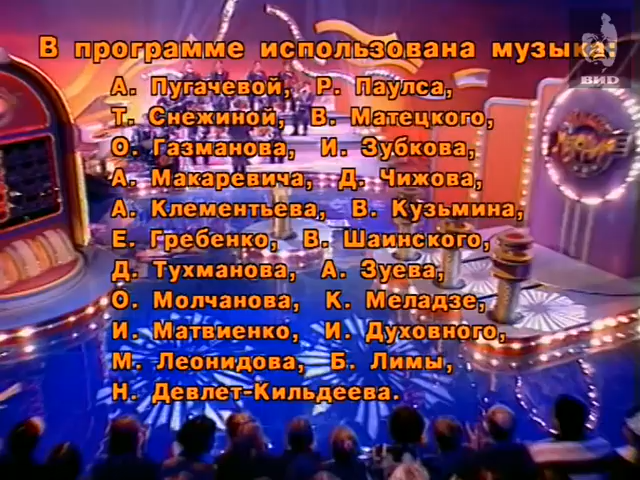 В программе использована музыка:
А. Пугачевой, Р. Паулса,
Т. Снежиной, В. Матецкого,
О. Газманова, И. Зубкова,
А. Макаревича, Д. Чижова,
А. Клементьева, В. Кузьмина,
Е. Гребенко, В. Шаинского,
Д. Тухманова, А. Зуева,
О. Молчанова, К. Меладзе,
И. Матвиенко, И. Духовного,
М. Леонидова, Б. Лимы,
Н. Девлет-Кильдеева.
ВИD